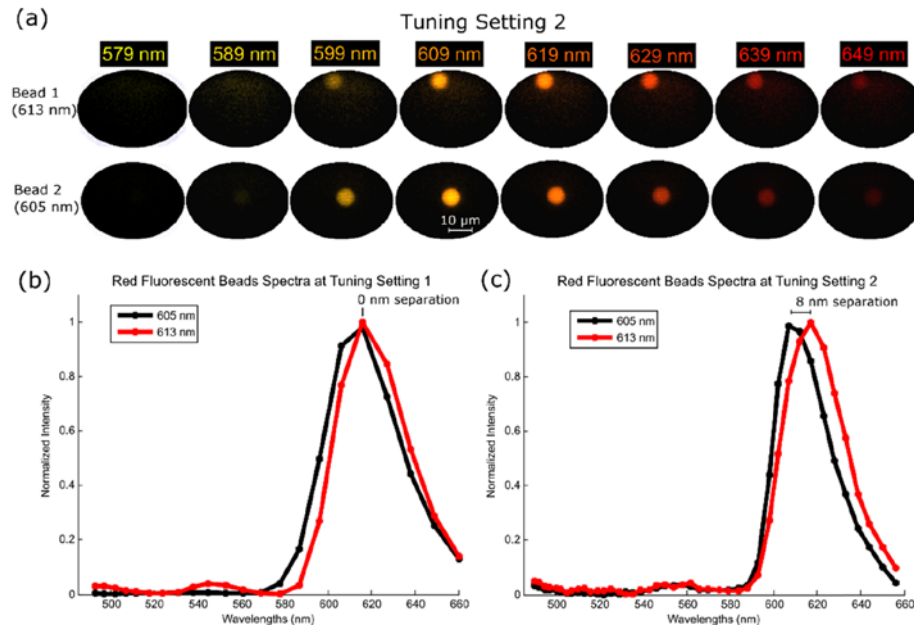 (a)
Tuning Setting 2
579 nm 589 nm 599 nm 609 nm 619 nm 629 nm 639 nm 649 nm
Bead 1
(613 nm)
Bead 2
(605 nm)
10 µm
(b)
Red Fluorescent Beads Spectra at Tuning Setting 1
0 nm separation
605 nm
613 nm
1
0.8
0.6
0.4
0.2
0
Normalized Intensity
500 520 540 560 580 600 620 640 660
Wavelengths (nm)
(c)
Red Fluorescent Beads Spectra at Tuning Setting 2
8 nm separation
605 nm
613 nm
1
0.8
0.6
0.4
0.2
0
Normalized Intensity
500 520 540 560 580 600 620 640 660
Wavelengths (nm)